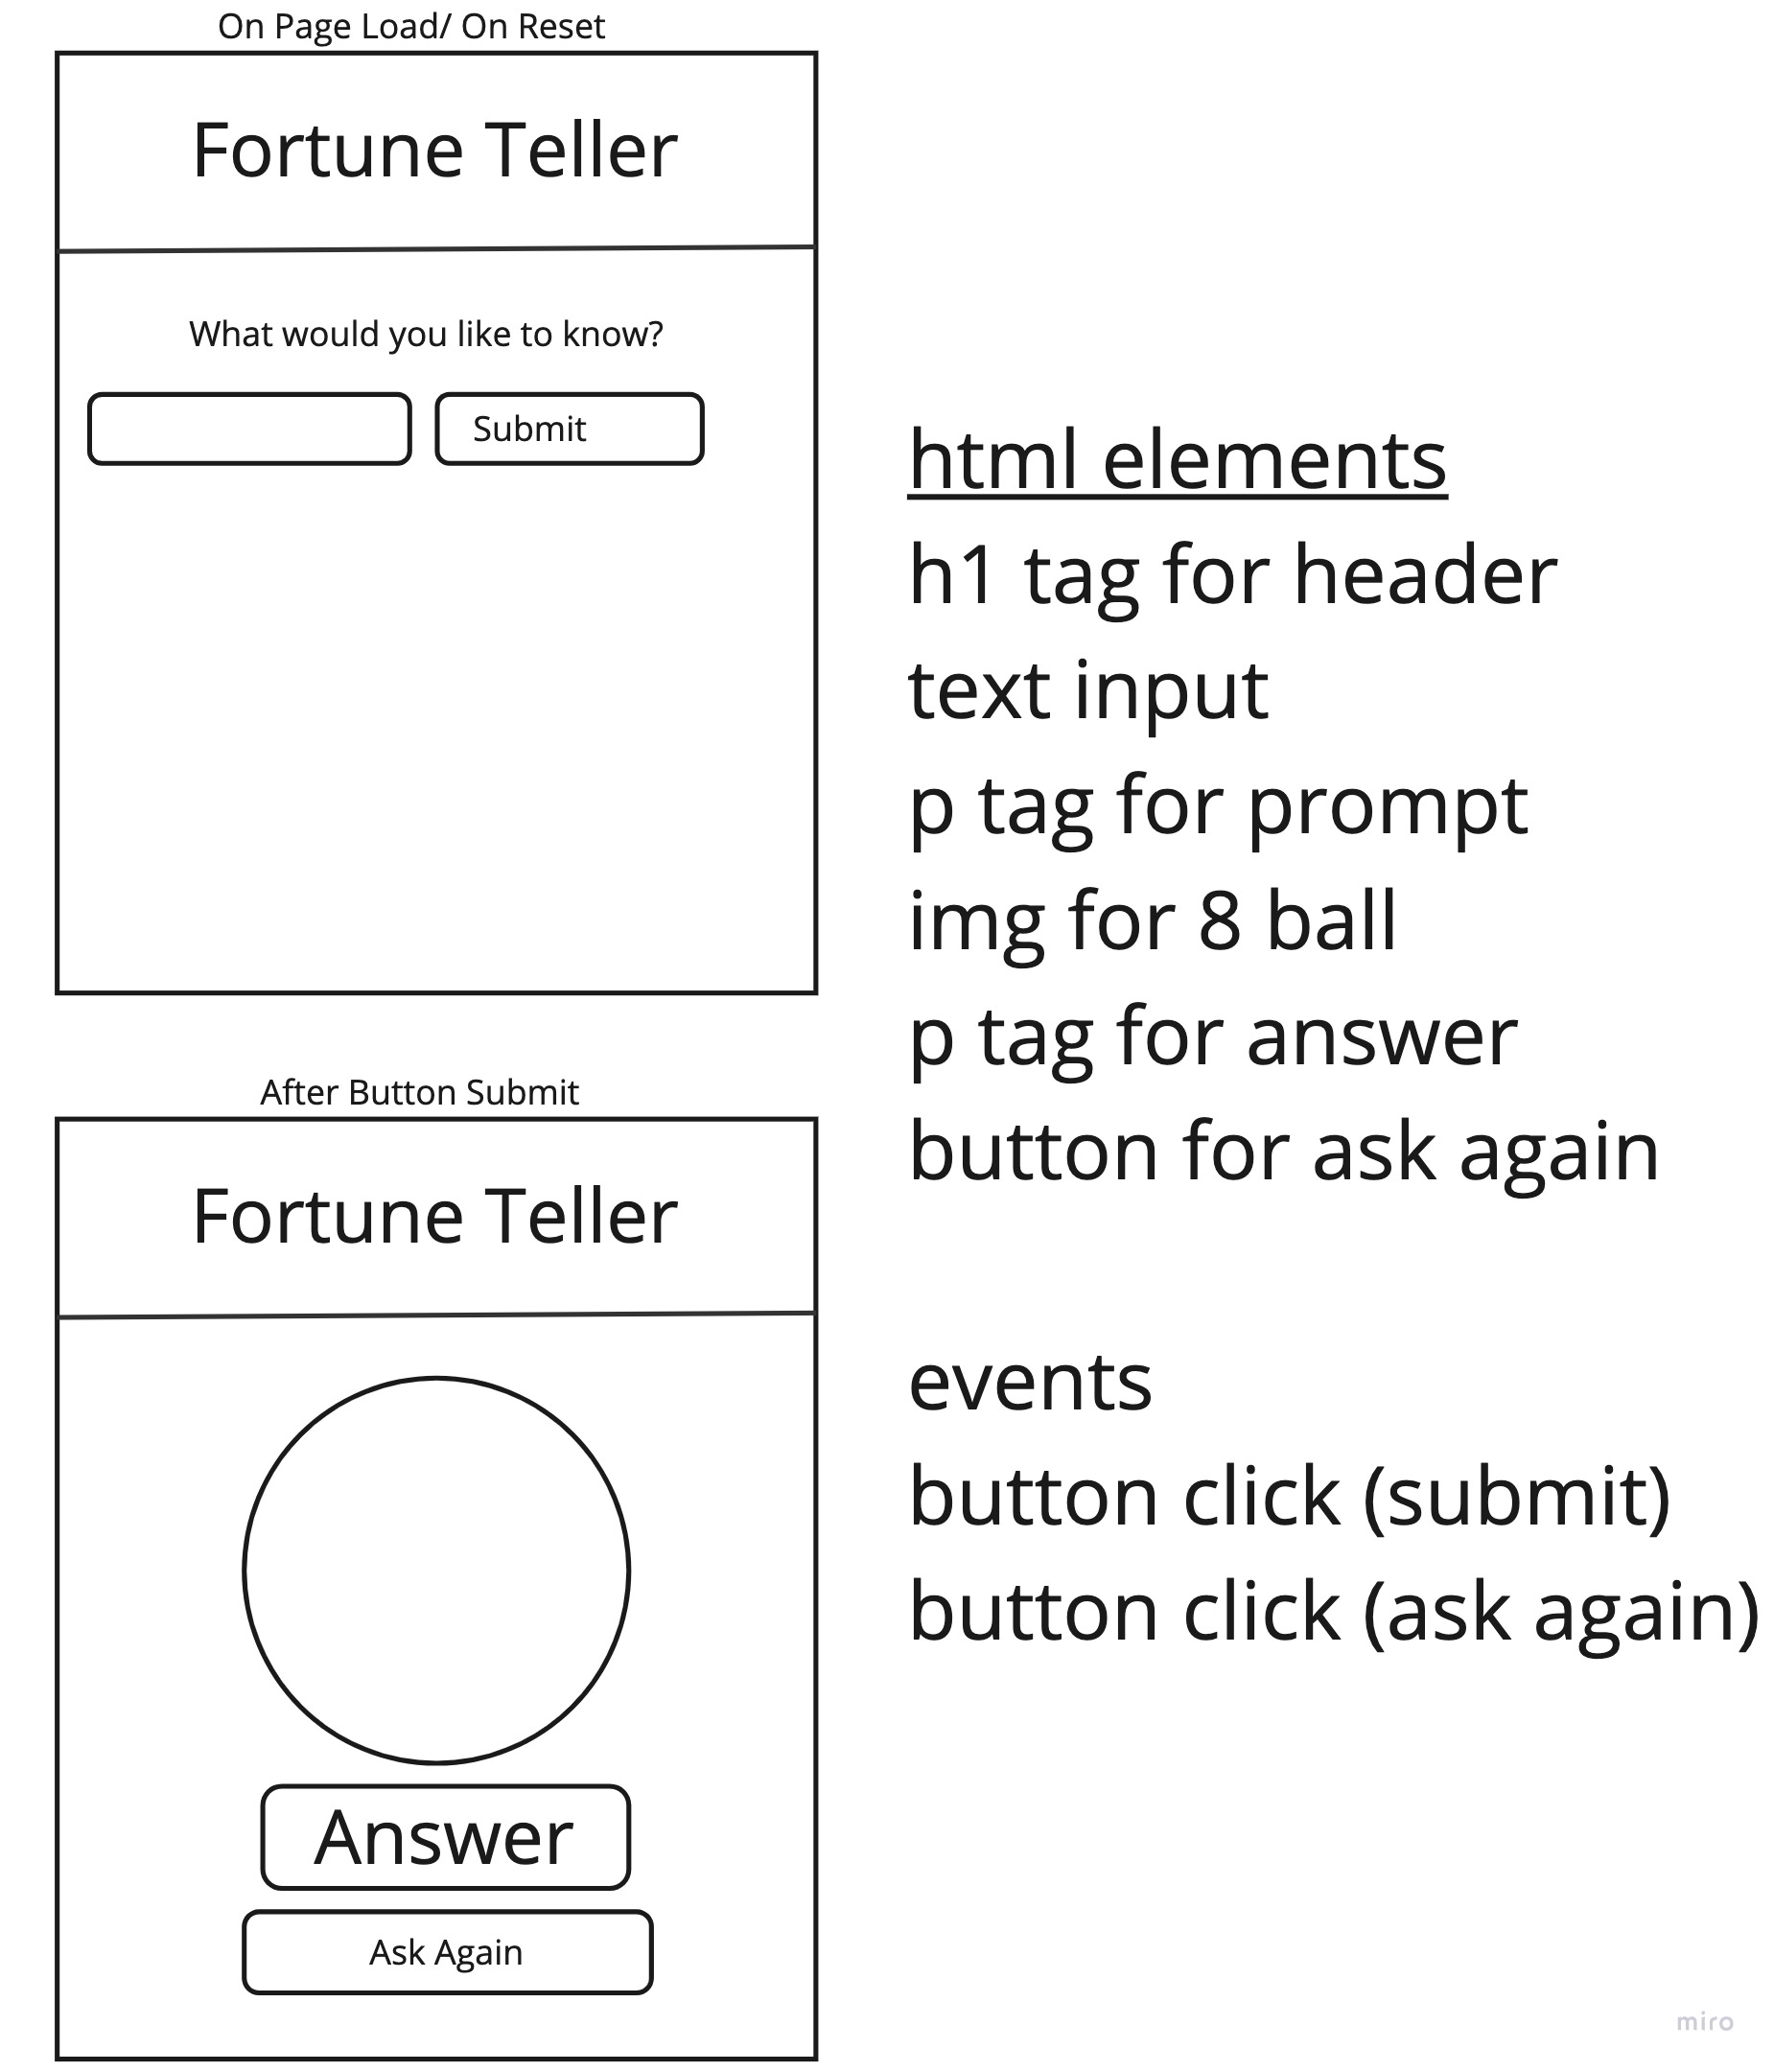 On Page Load/ On Reset
Fortune Teller
What would you like to know?
Submit
After Button Submit
Fortune Teller
Answer
Ask Again
html elements
h1 tag for header
text input
p tag for prompt
img for 8 ball
p tag for answer
button for ask again
events
button click (submit)
button click (ask again)
miro